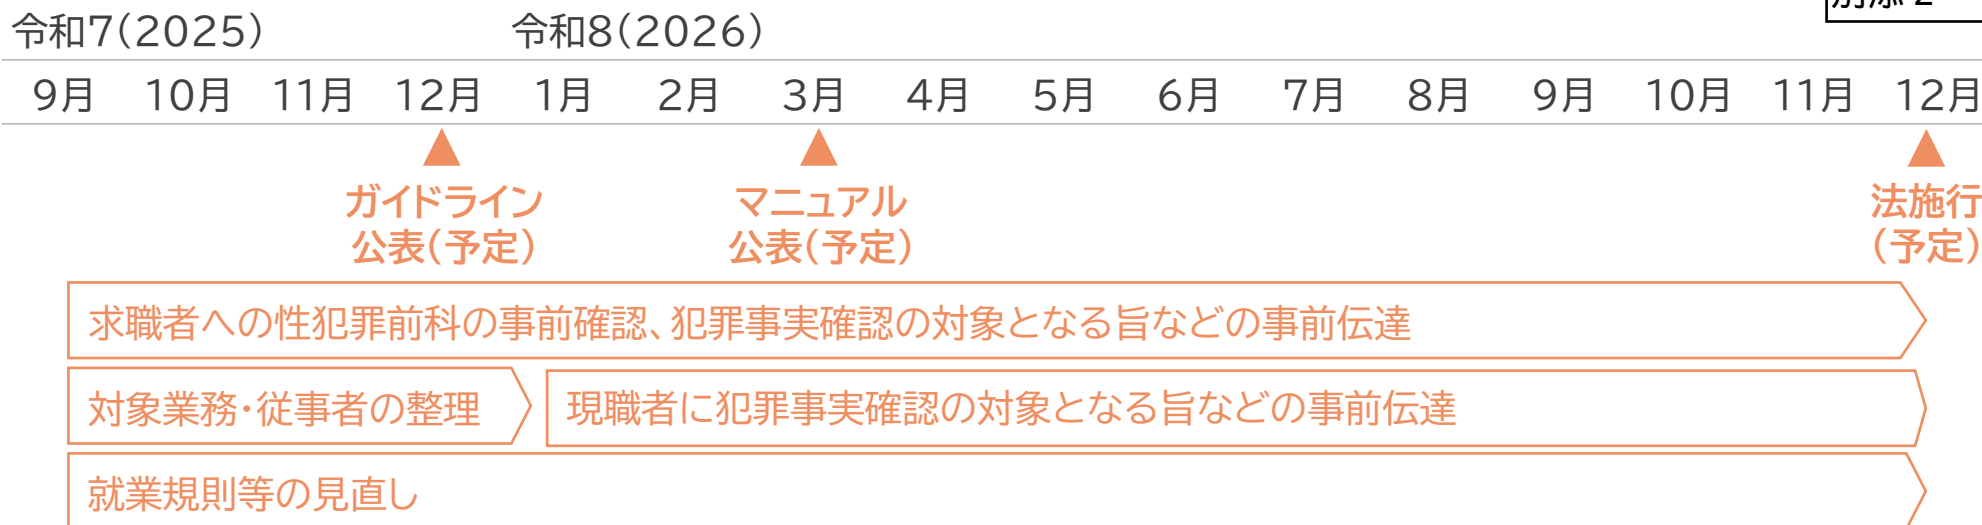 別添 2
令和7(2025)
令和8(2026)
9月 10月 11月 12月 1月 2月 3月 4月 5月 6月 7月 8月 9月 10月 11月 12月
ガイドライン
公表(予定)
マニュアル
公表(予定)
法施行
(予定)
求職者への性犯罪前科の事前確認、犯罪事実確認の対象となる旨などの事前伝達
対象業務・従事者の整理
現職者に犯罪事実確認の対象となる旨などの事前伝達
就業規則等の見直し